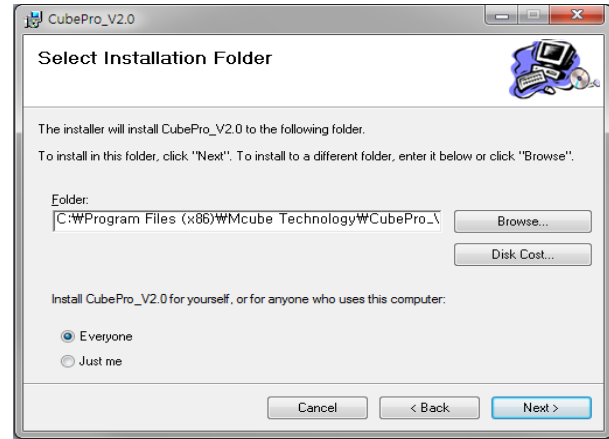 CubePro_V2.0
Select Installation Folder
The installer will install CubePro_V2.0 to the following folder.
To install in this folder, click "Next". To install to a different folder, enter it below or click "Browse".
Folder:
C:₩Program Files (x86)₩Mcube Technology₩CubePro_\
Browse...
Disk Cost...
Install CubePro_V2.0 for yourself, or for anyone who uses this computer:
Everyone
Just me
Cancel
< Back
Next >